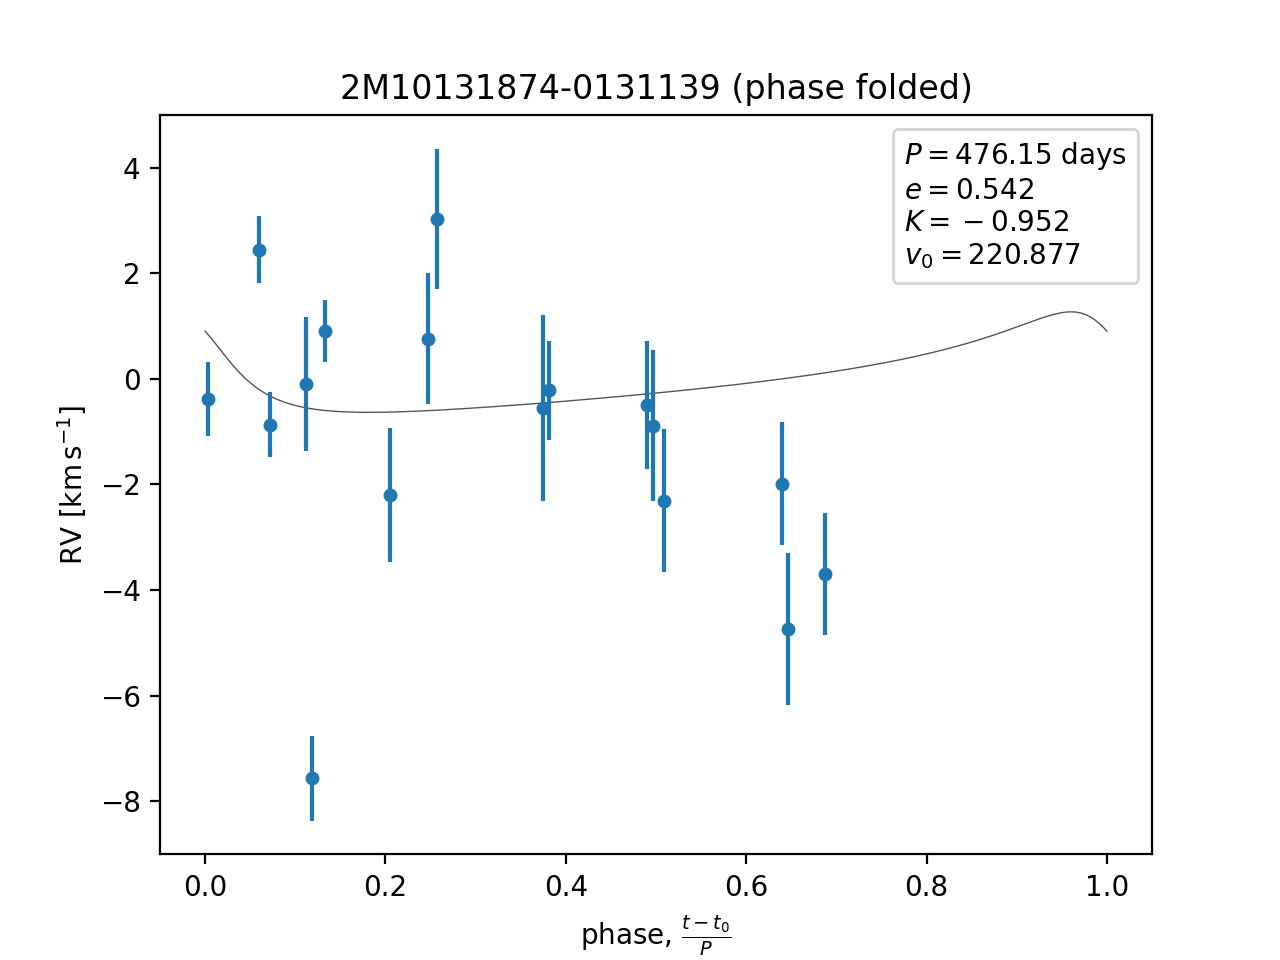 2M10131874-0131139 (phase folded)
P = 476.15 days
e = 0.542
K = −0.952
v₀ = 220.877
4
2
0
−2
−4
−6
−8
RV [km s⁻¹]
0.0 0.2 0.4 0.6 0.8 1.0
phase, (t − t₀)/P